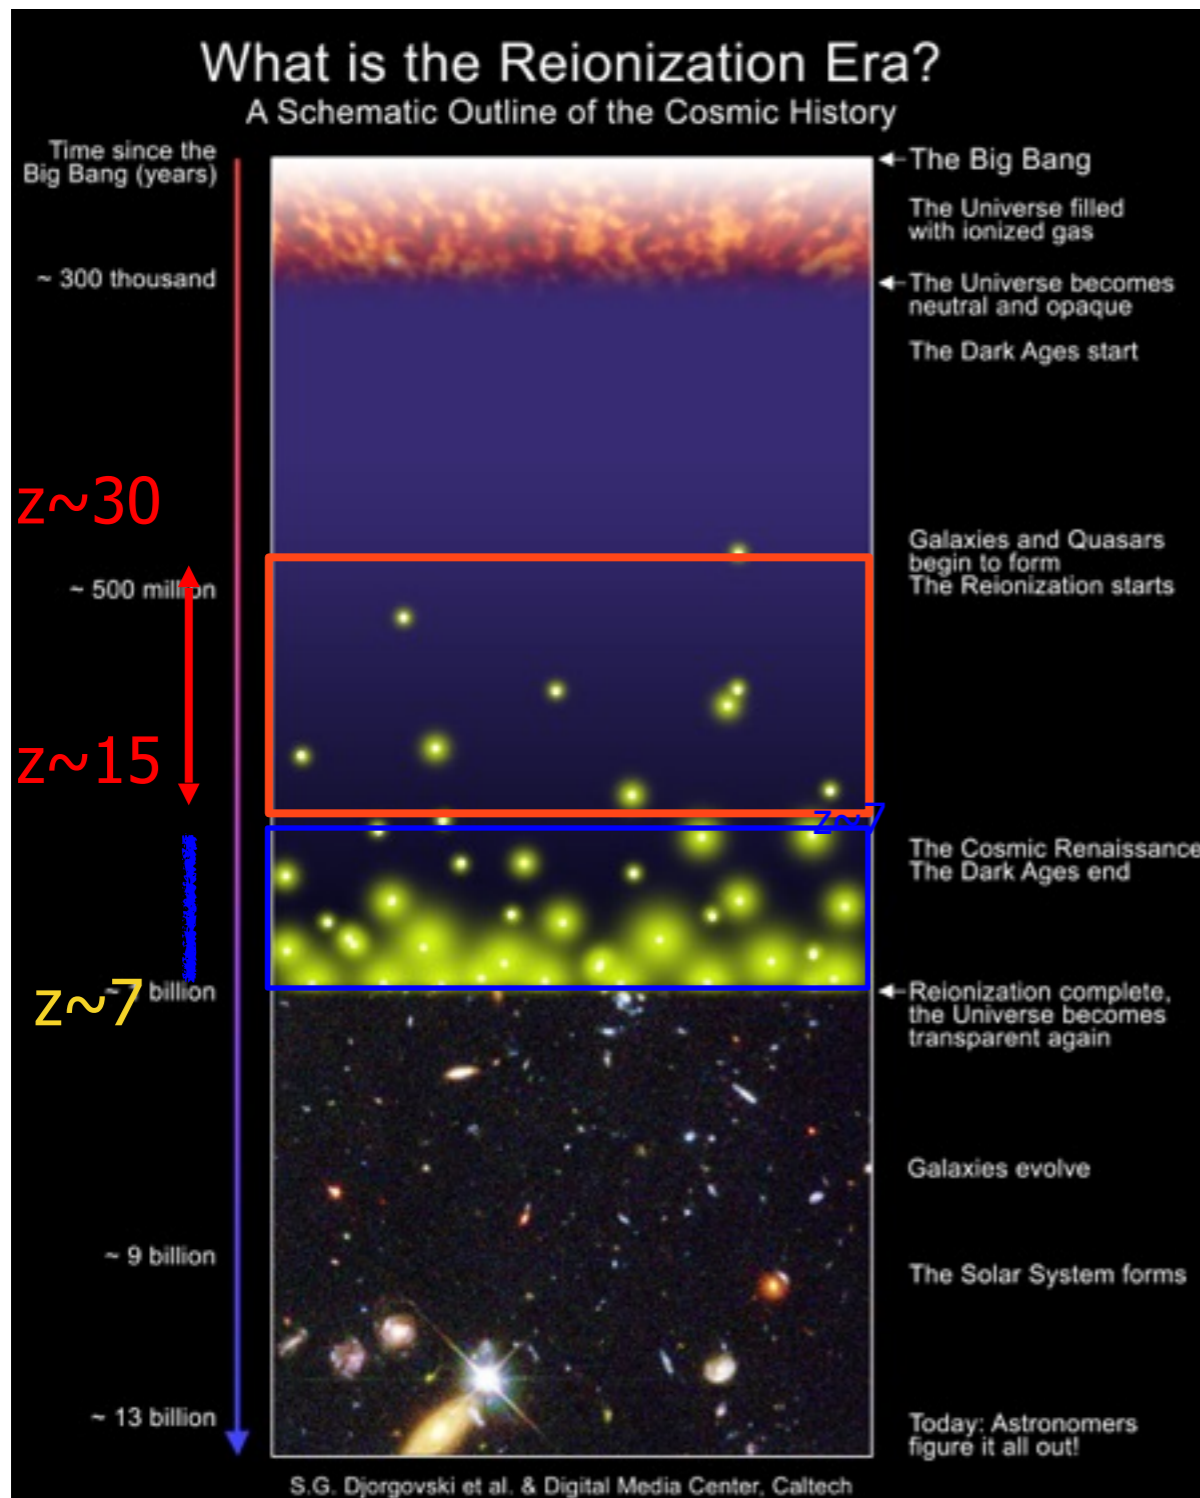 What is the Reionization Era?
A Schematic Outline of the Cosmic History
Time since the
Big Bang (years)
The Big Bang
The Universe filled
with ionized gas
~ 300 thousand
The Universe becomes
neutral and opaque
The Dark Ages start
z~30
Galaxies and Quasars
begin to form
The Reionization starts
~ 500 million
z~15
z~7
The Cosmic Renaissance
The Dark Ages end
z~7
billion
Reionization complete,
the Universe becomes
transparent again
Galaxies evolve
~ 9 billion
The Solar System forms
~ 13 billion
Today: Astronomers
figure it all out!
S.G. Djorgovski et al. & Digital Media Center, Caltech